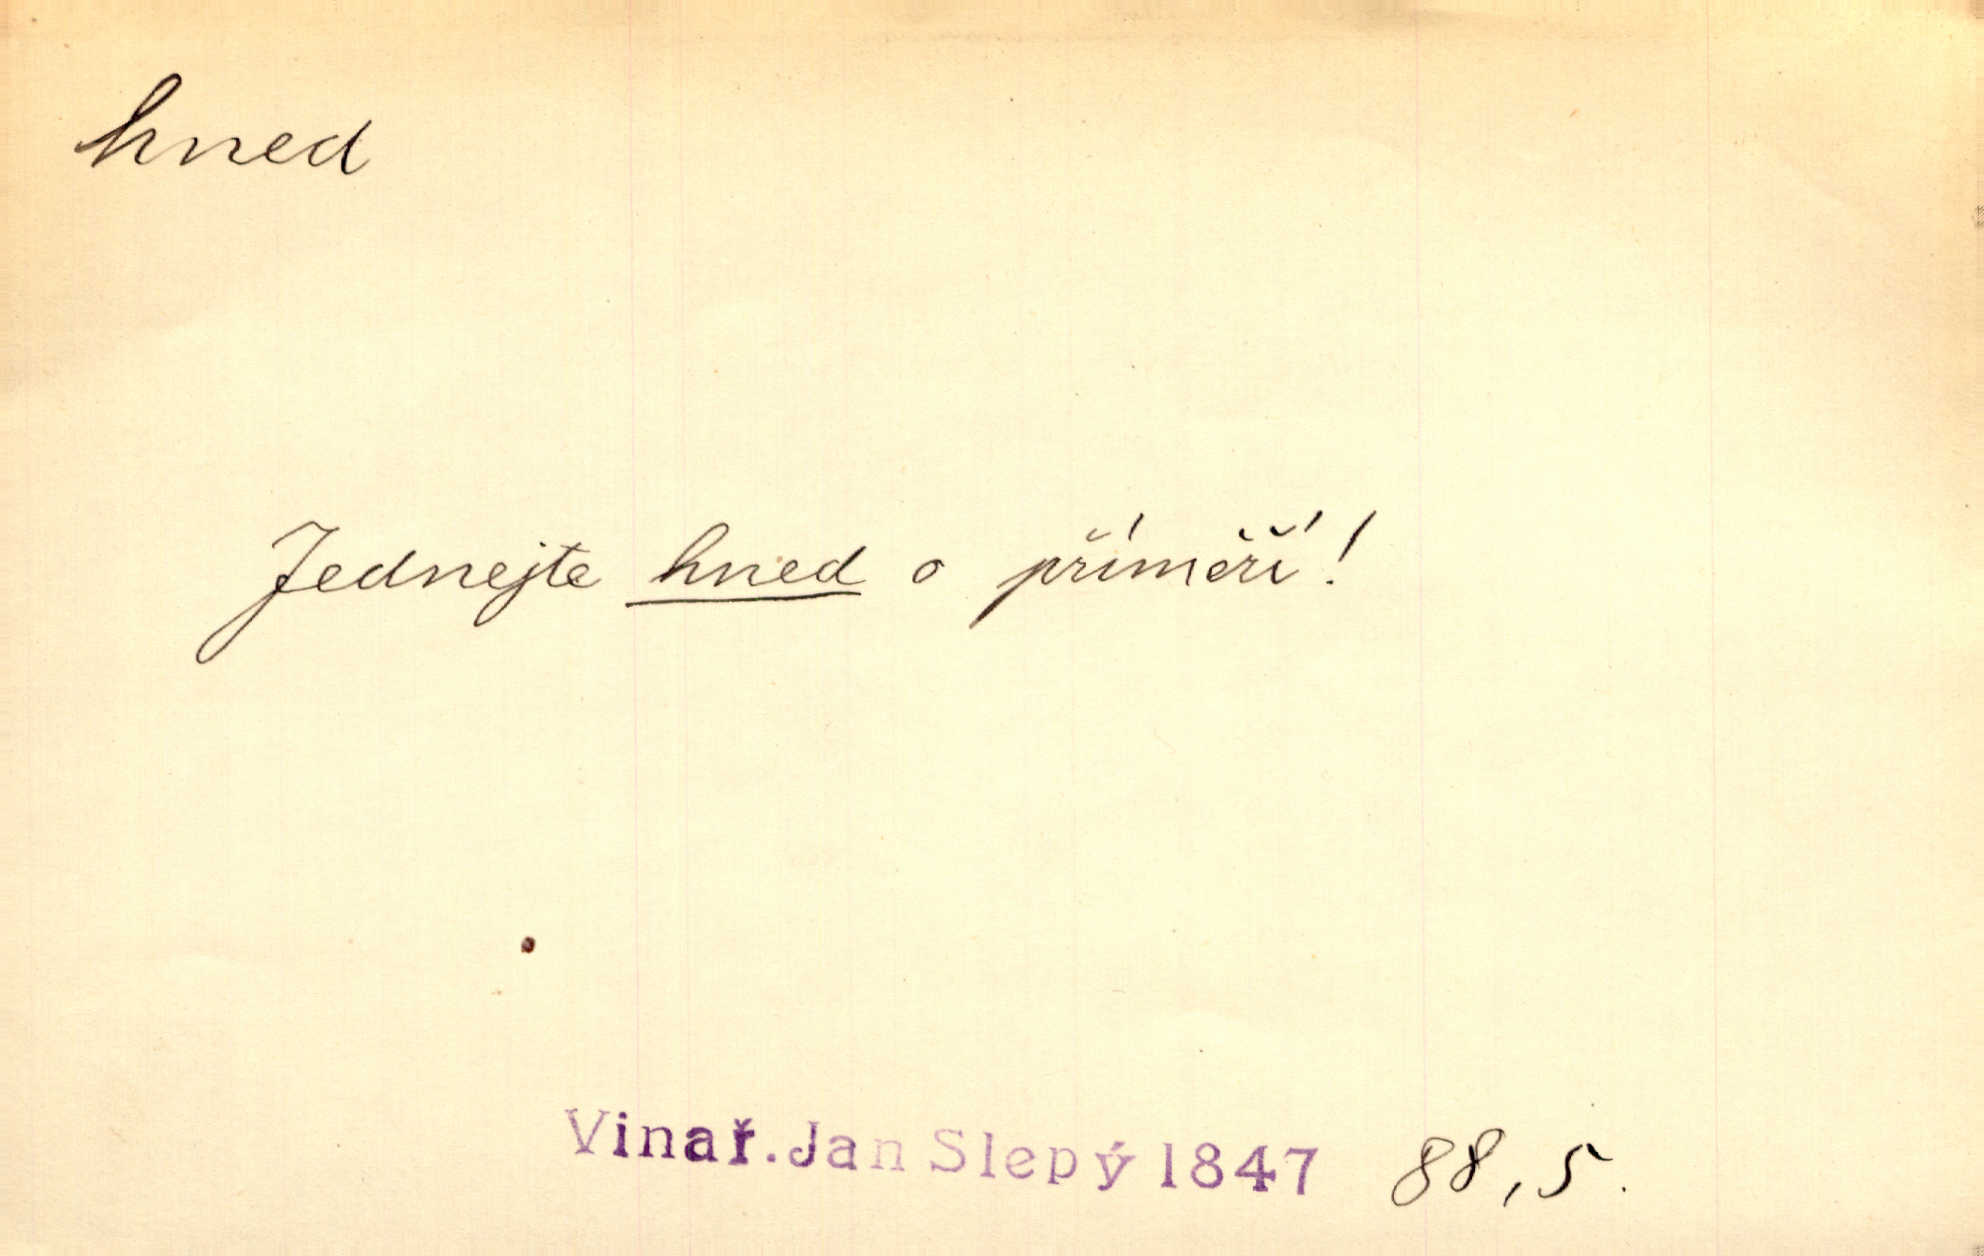 hned
Jednejte hned o příměří!
Vinař. Jan Slepý 1847 88,5.